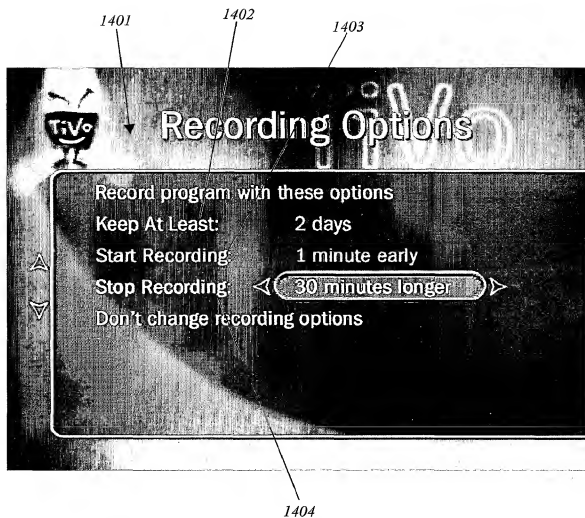 1401
1402
1403
TiVo
TiVo
Recording Options
Record program with these options
Keep At Least: 2 days
Start Recording: 1 minute early
Stop Recording: 30 minutes longer
Don't change recording options
1404